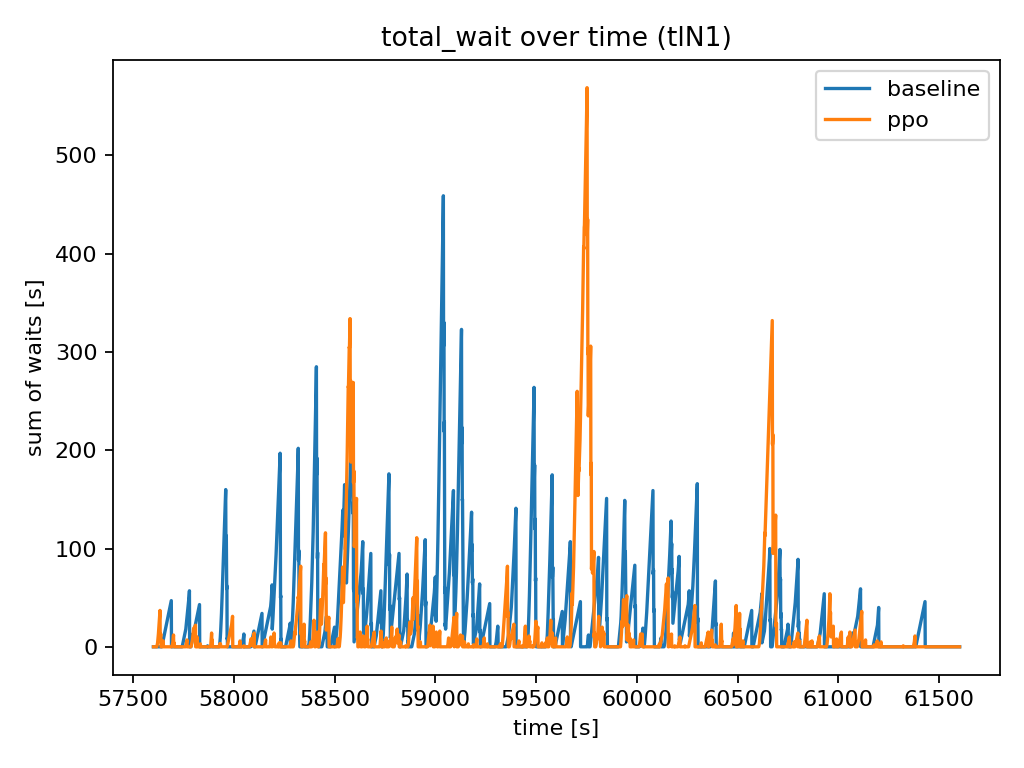 total_wait over time (tlN1)
baseline
ppo
sum of waits [s]
500
400
300
200
100
0
57500 58000 58500 59000 59500 60000 60500 61000 61500
time [s]